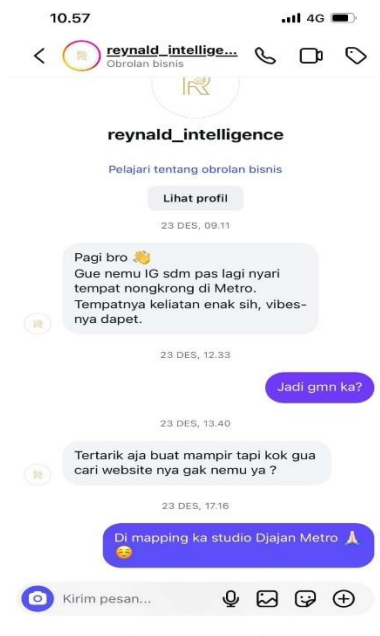 10.57
4G
reynald_intellige...
Obrolan bisnis
R
reynald_intelligence
Pelajari tentang obrolan bisnis
Lihat profil
23 DES, 09.11
Pagi bro 👋
Gue nemu IG sdm pas lagi nyari
tempat nongkrong di Metro.
Tempatnya keliatan enak sih, vibes-
nya dapet.
23 DES, 12.33
Jadi gmn ka?
23 DES, 13.40
Tertarik aja buat mampir tapi kok gua
cari website nya gak nemu ya ?
23 DES, 17.16
Di mapping ka studio Djajan Metro 🙏🏻
☺️
Kirim pesan...